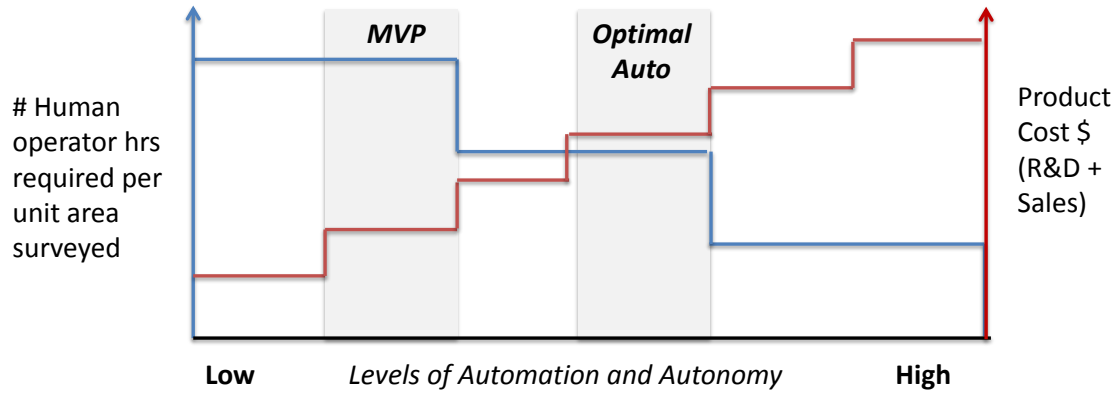 MVP
Optimal
Auto
# Human
operator hrs
required per
unit area
surveyed
Product
Cost $
(R&D +
Sales)
Low
Levels of Automation and Autonomy
High